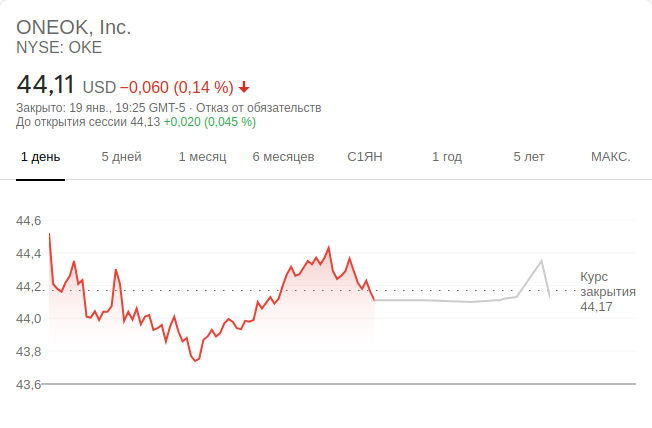 ONEOK, Inc.
NYSE: OKE
44,11 USD −0,060 (0,14 %)
Закрыто: 19 янв., 19:25 GMT-5 · Отказ от обязательств
До открытия сессии 44,13 +0,020 (0,045 %)
1 день 5 дней 1 месяц 6 месяцев С1ЯН 1 год 5 лет МАКС.
44,6
44,4
44,2
44,0
43,8
43,6
Курс
закрытия
44,17